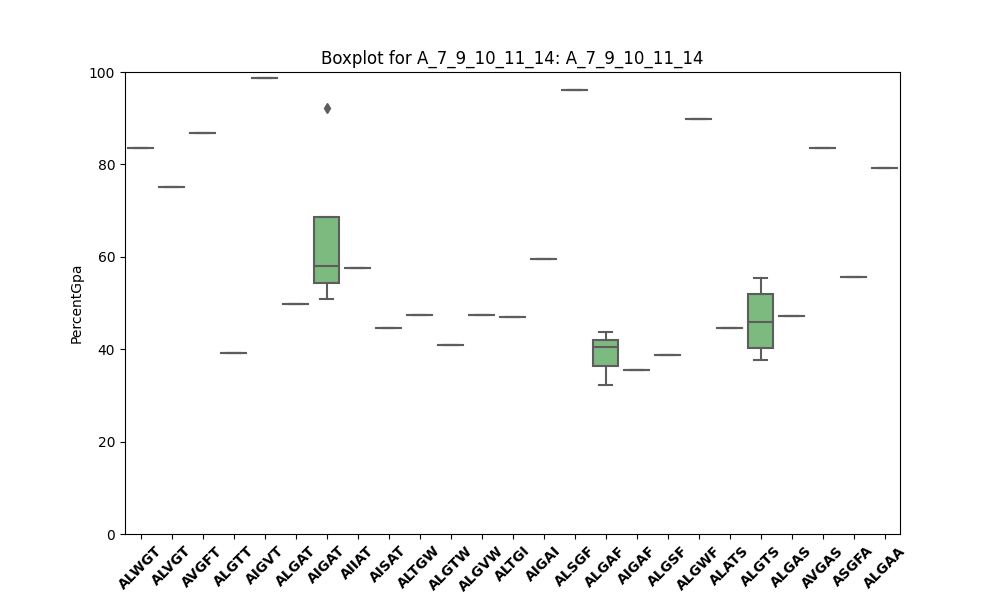 Boxplot for A_7_9_10_11_14: A_7_9_10_11_14
100
80
60
40
20
0
PercentGpa
ALWGT ALVGT AVGFT ALGTT AIGVT ALGAT AIGAT AIIAT AISAT ALTGW ALGTW ALGVW ALTGI AIGAI ALSGF ALGAF AIGAF ALGSF ALGWF ALATS ALGTS ALGAS AVGAS ASGFA ALGAA